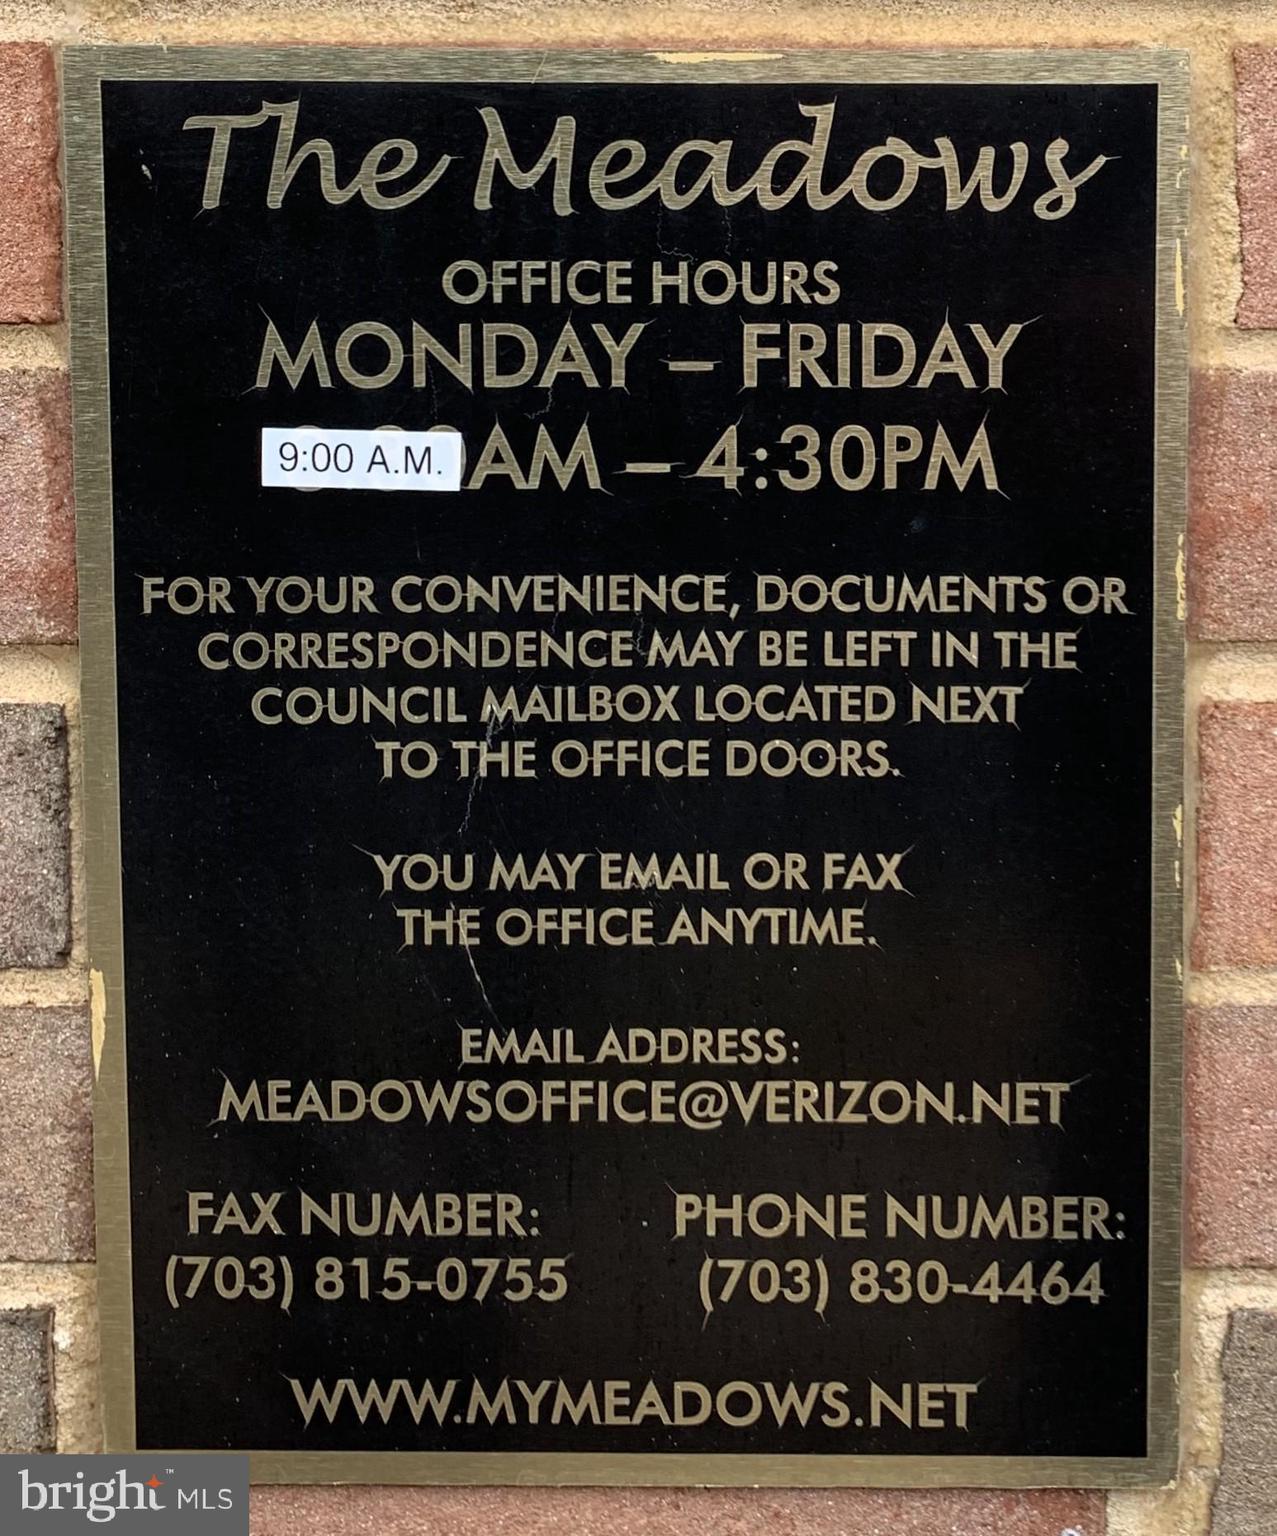 The Meadows
OFFICE HOURS
MONDAY – FRIDAY
9:00 A.M. AM – 4:30PM
FOR YOUR CONVENIENCE, DOCUMENTS OR
CORRESPONDENCE MAY BE LEFT IN THE
COUNCIL MAILBOX LOCATED NEXT
TO THE OFFICE DOORS.
YOU MAY EMAIL OR FAX
THE OFFICE ANYTIME.
EMAIL ADDRESS:
MEADOWSOFFICE@VERIZON.NET
FAX NUMBER: PHONE NUMBER:
(703) 815-0755 (703) 830-4464
WWW.MYMEADOWS.NET
bright™ MLS